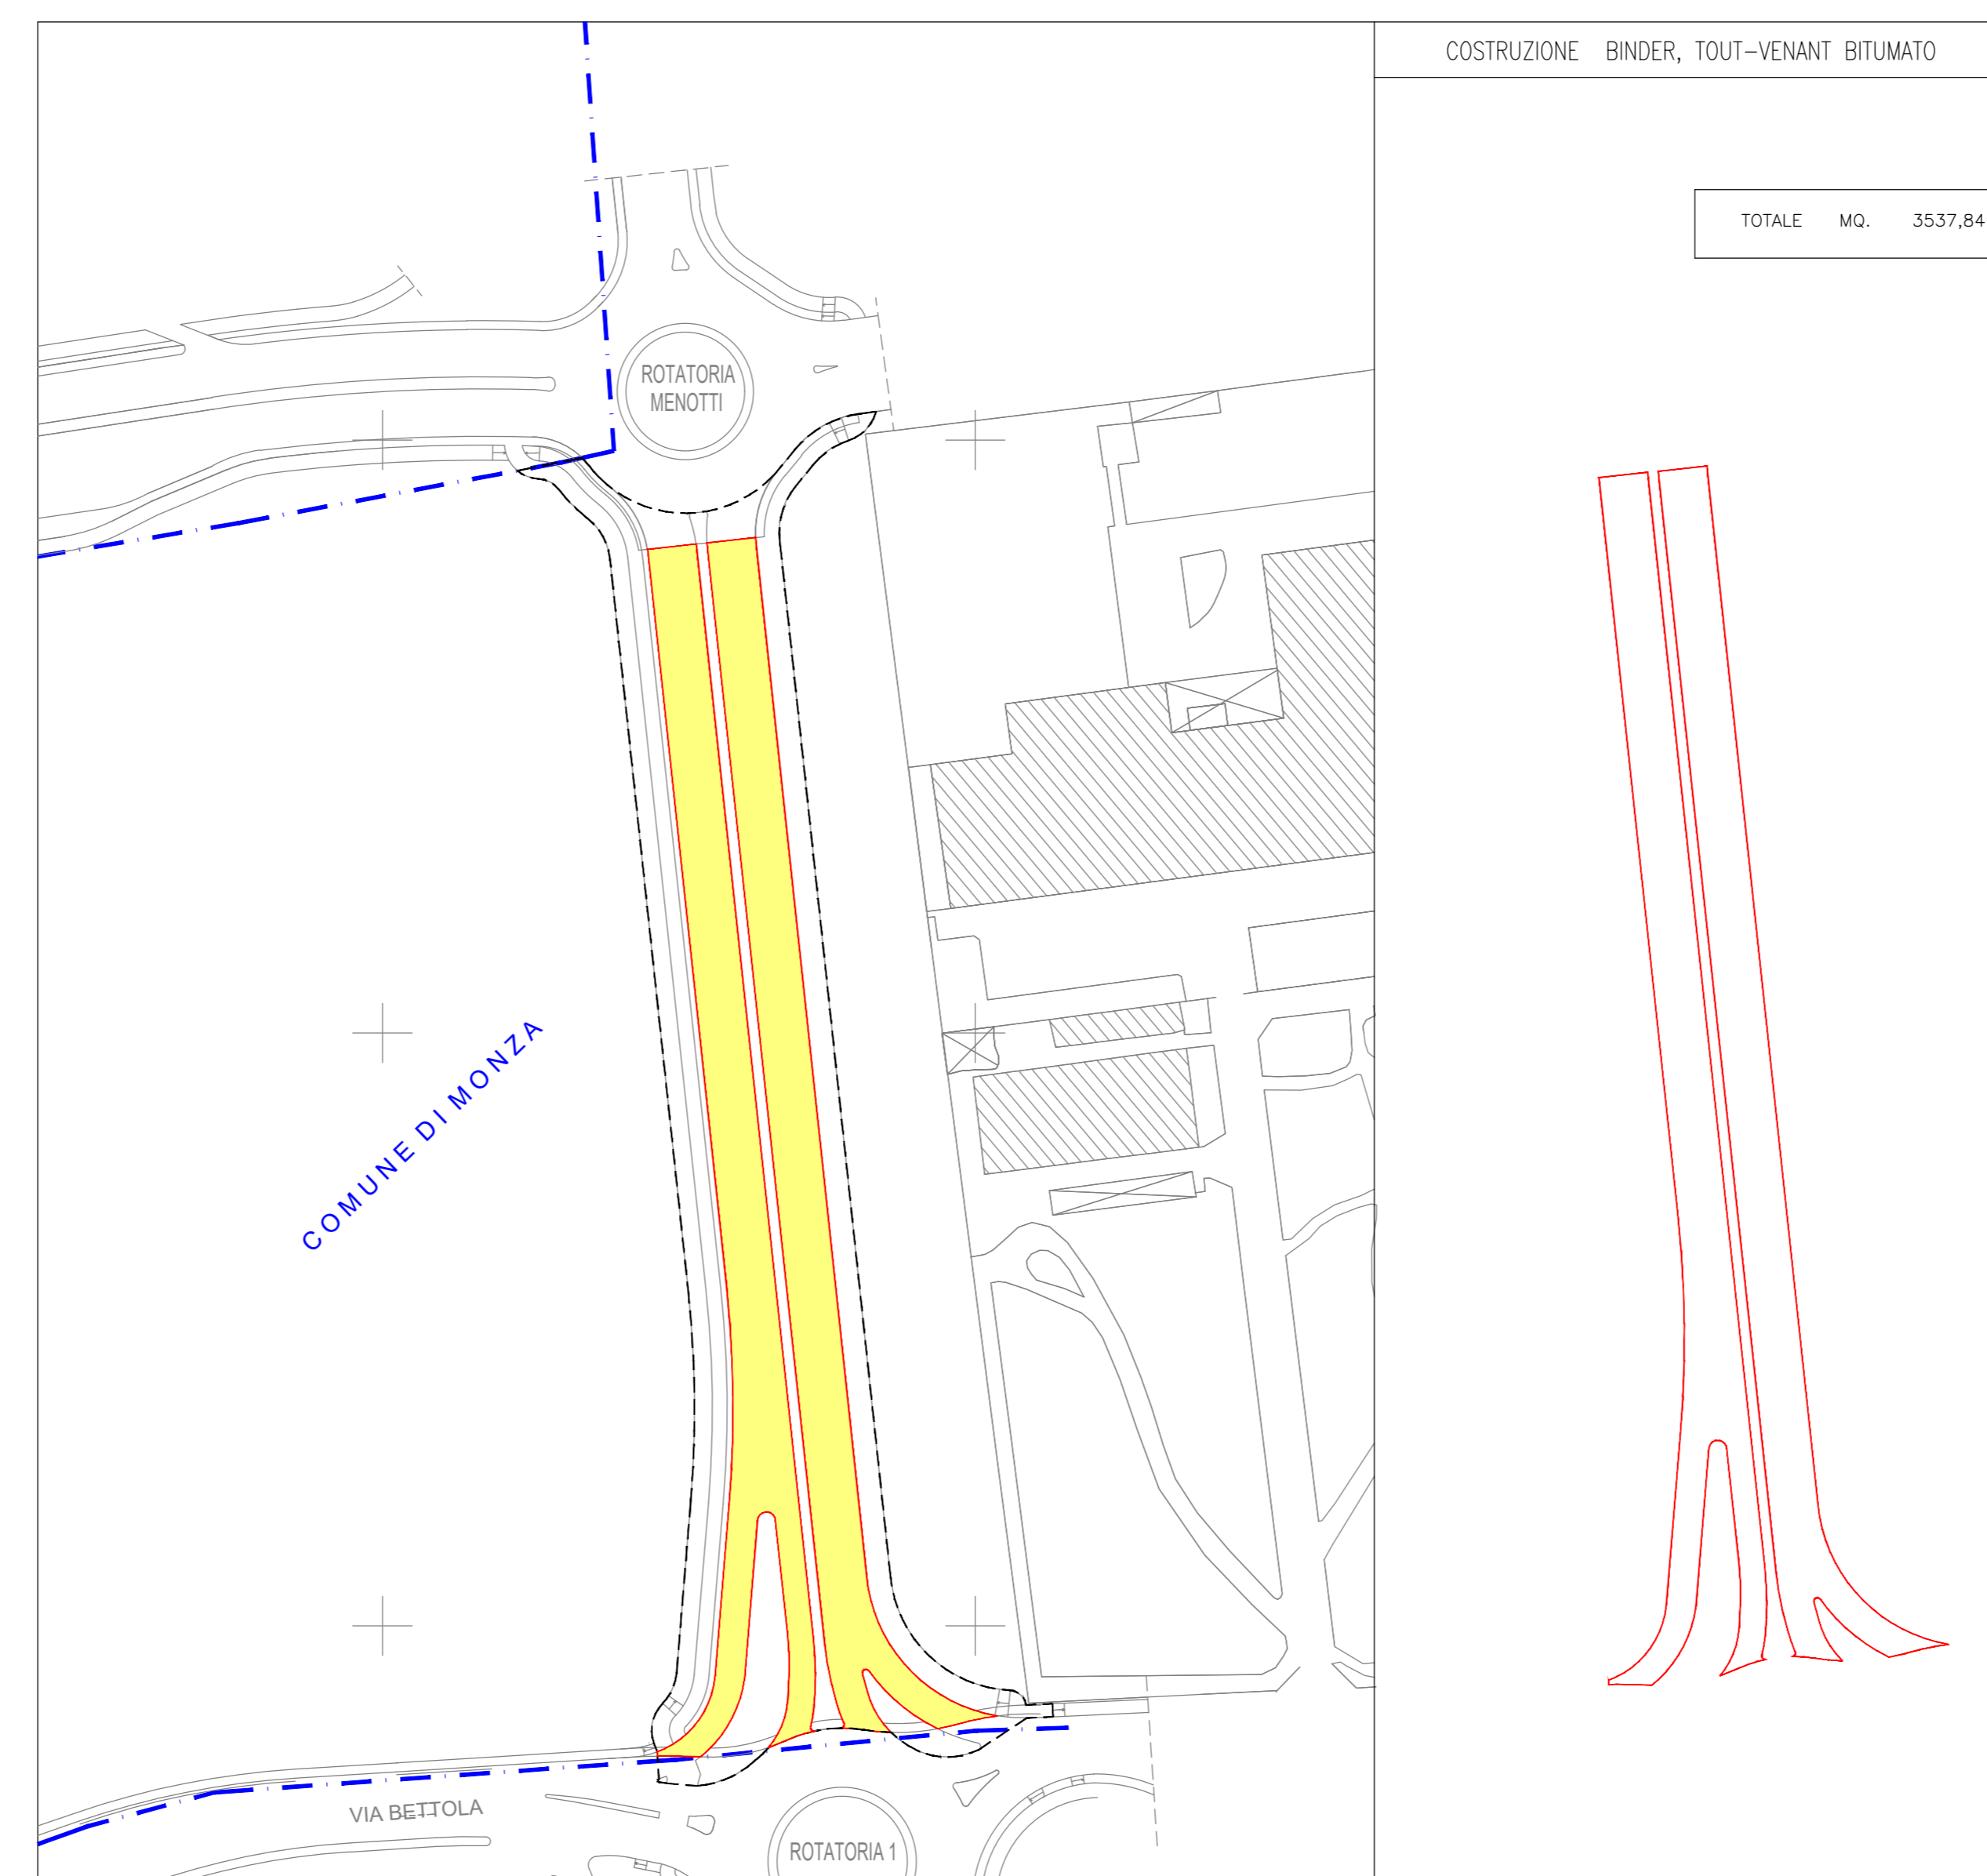 COSTRUZIONE BINDER, TOUT-VENANT BITUMATO
TOTALE MQ. 3537,84
ROTATORIA
MENOTTI
COMUNE DI MONZA
VIA BETTOLA
ROTATORIA 1